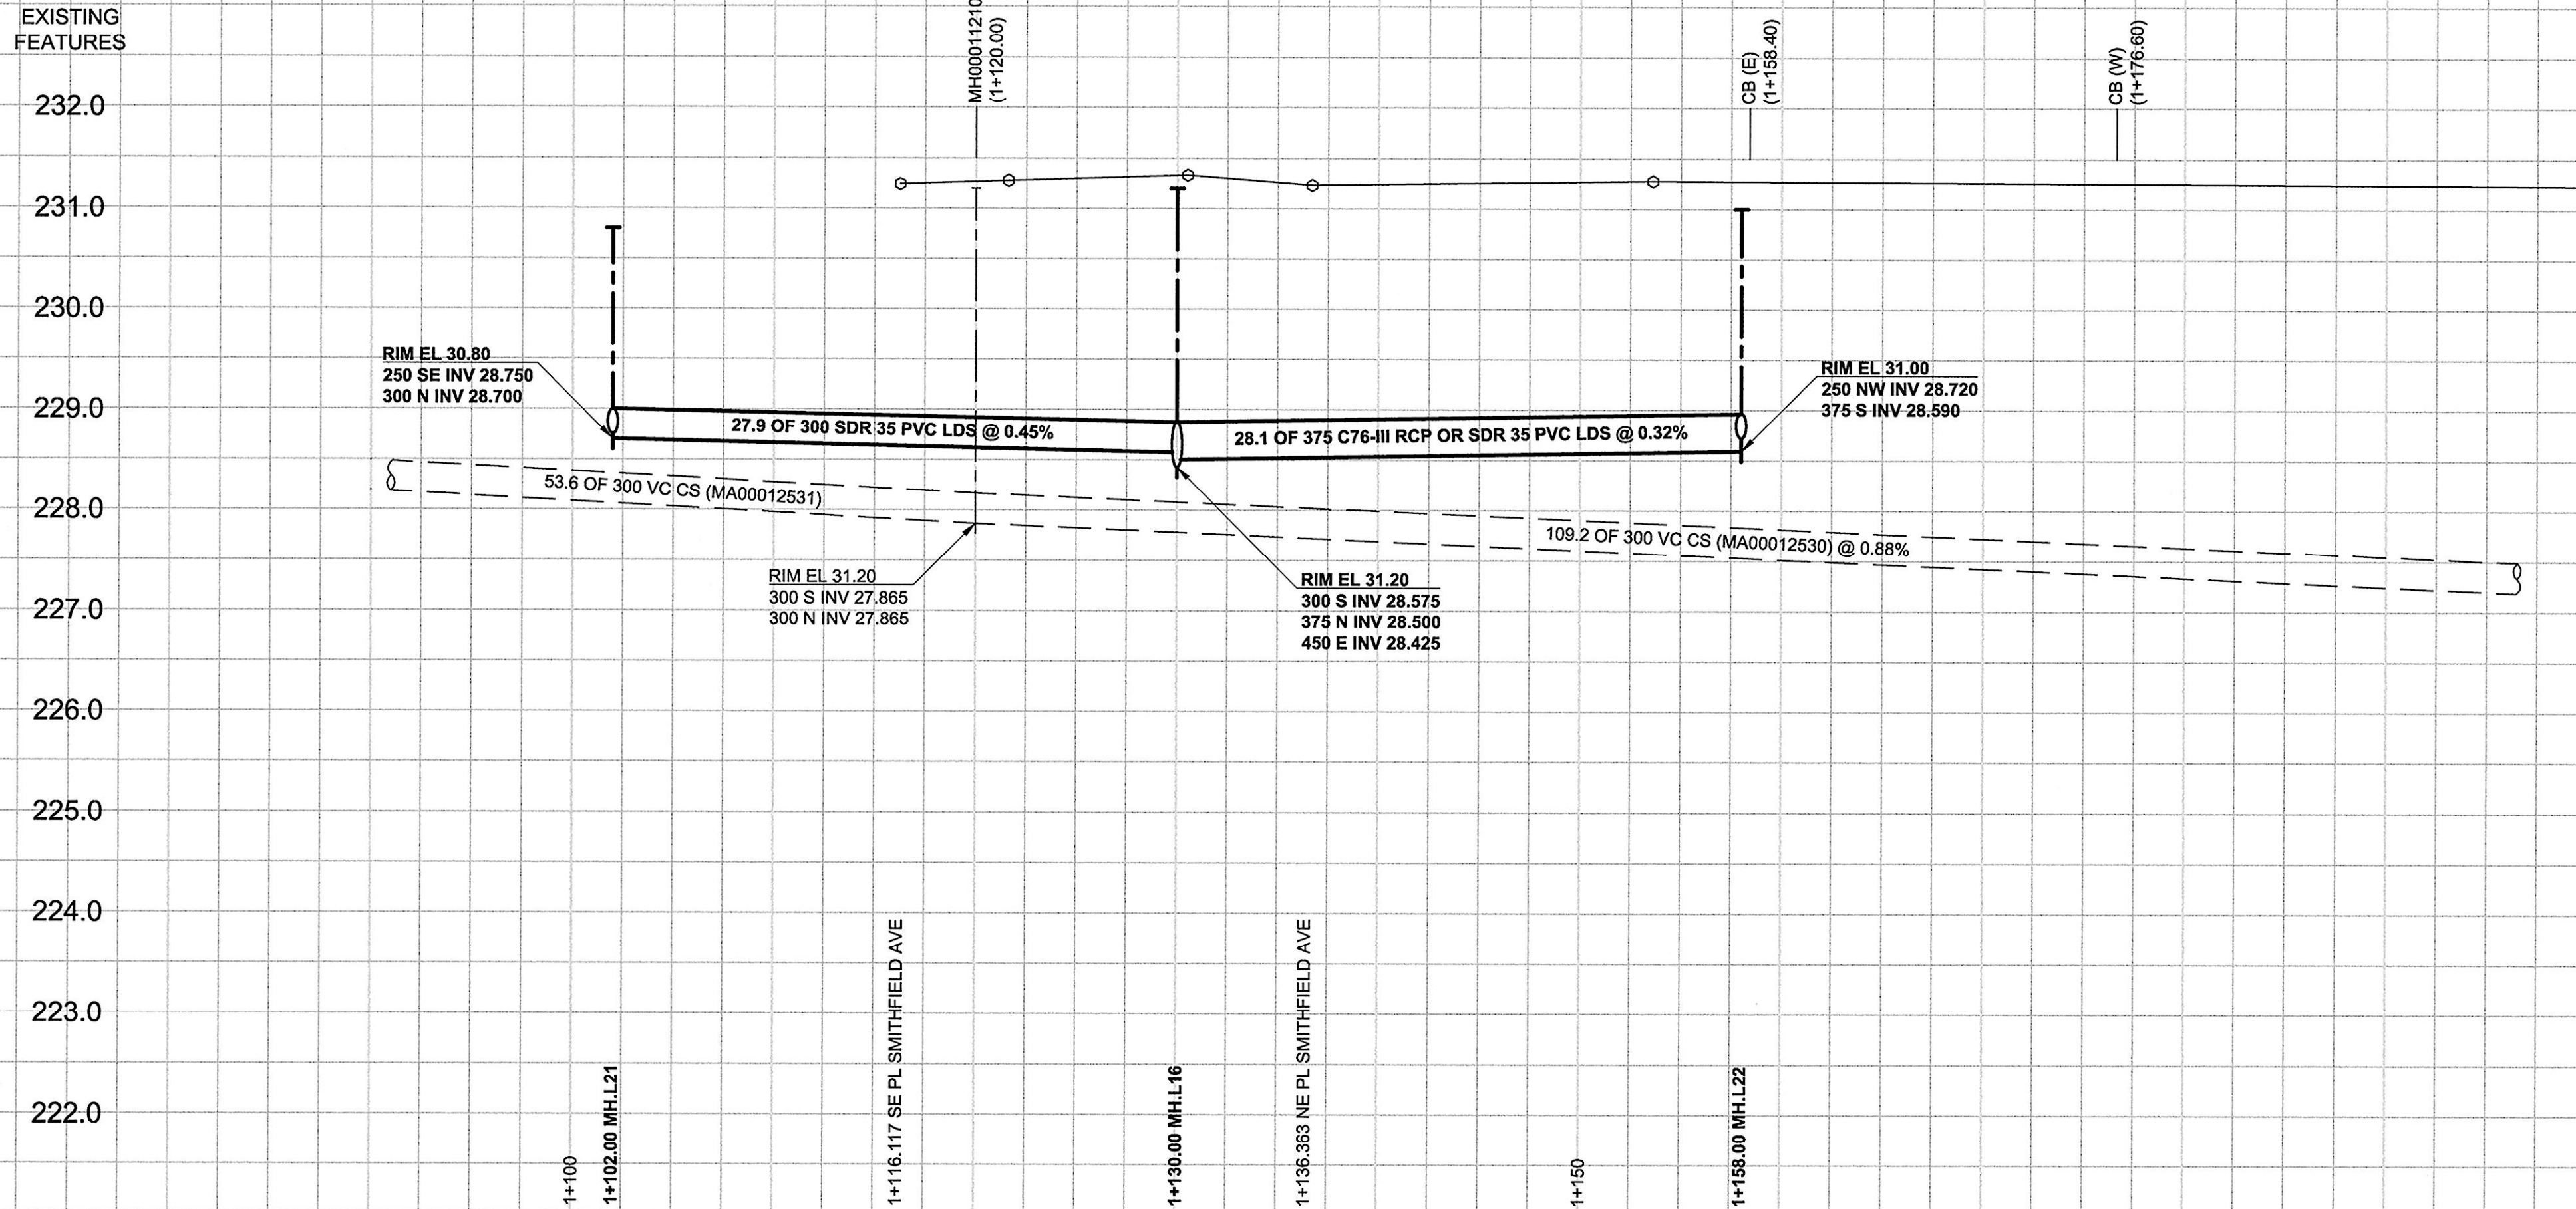 EXISTING
FEATURES
MH00011210
(1+120.00)
CB (E)
(1+158.40)
CB (W)
(1+176.60)
232.0
231.0
230.0
229.0
228.0
227.0
226.0
225.0
224.0
223.0
222.0
RIM EL 30.80
250 SE INV 28.750
300 N INV 28.700
27.9 OF 300 SDR 35 PVC LDS @ 0.45%
28.1 OF 375 C76-III RCP OR SDR 35 PVC LDS @ 0.32%
RIM EL 31.00
250 NW INV 28.720
375 S INV 28.590
53.6 OF 300 VC CS (MA00012531)
109.2 OF 300 VC CS (MA00012530) @ 0.88%
RIM EL 31.20
300 S INV 27.865
300 N INV 27.865
RIM EL 31.20
300 S INV 28.575
375 N INV 28.500
450 E INV 28.425
1+100
1+102.00 MH.L21
1+116.117 SE PL SMITHFIELD AVE
1+130.00 MH.L16
1+136.363 NE PL SMITHFIELD AVE
1+150
1+158.00 MH.L22